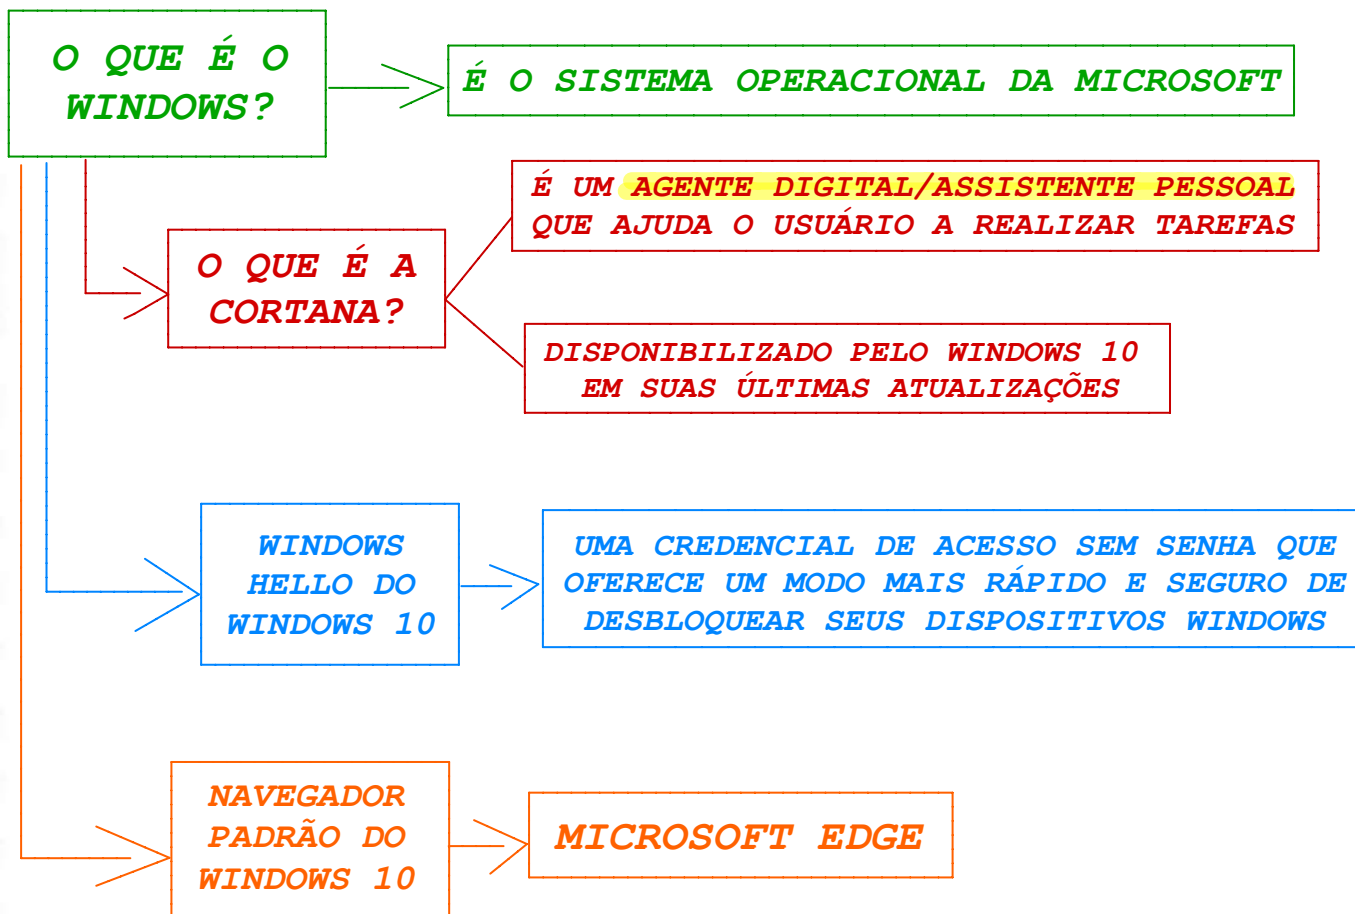 O QUE É O
WINDOWS?
É O SISTEMA OPERACIONAL DA MICROSOFT
É UM AGENTE DIGITAL/ASSISTENTE PESSOAL
QUE AJUDA O USUÁRIO A REALIZAR TAREFAS
O QUE É A
CORTANA?
DISPONIBILIZADO PELO WINDOWS 10
EM SUAS ÚLTIMAS ATUALIZAÇÕES
WINDOWS
HELLO DO
WINDOWS 10
UMA CREDENCIAL DE ACESSO SEM SENHA QUE
OFERECE UM MODO MAIS RÁPIDO E SEGURO DE
DESBLOQUEAR SEUS DISPOSITIVOS WINDOWS
NAVEGADOR
PADRÃO DO
WINDOWS 10
MICROSOFT EDGE